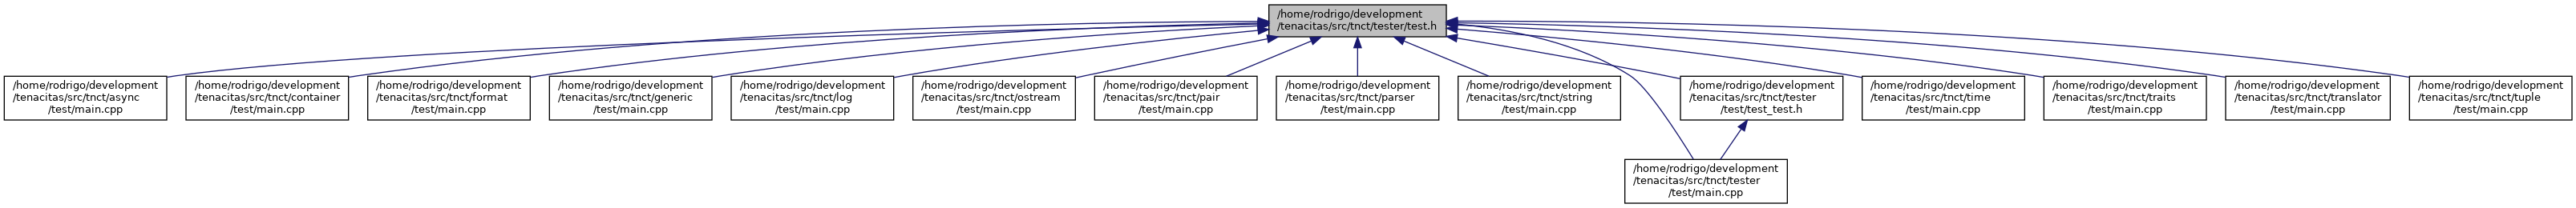 /home/rodrigo/development
/tenacitas/src/tnct/tester/test.h
/home/rodrigo/development
/tenacitas/src/tnct/async
/test/main.cpp
/home/rodrigo/development
/tenacitas/src/tnct/container
/test/main.cpp
/home/rodrigo/development
/tenacitas/src/tnct/format
/test/main.cpp
/home/rodrigo/development
/tenacitas/src/tnct/generic
/test/main.cpp
/home/rodrigo/development
/tenacitas/src/tnct/log
/test/main.cpp
/home/rodrigo/development
/tenacitas/src/tnct/ostream
/test/main.cpp
/home/rodrigo/development
/tenacitas/src/tnct/pair
/test/main.cpp
/home/rodrigo/development
/tenacitas/src/tnct/parser
/test/main.cpp
/home/rodrigo/development
/tenacitas/src/tnct/string
/test/main.cpp
/home/rodrigo/development
/tenacitas/src/tnct/tester
/test/test_test.h
/home/rodrigo/development
/tenacitas/src/tnct/time
/test/main.cpp
/home/rodrigo/development
/tenacitas/src/tnct/traits
/test/main.cpp
/home/rodrigo/development
/tenacitas/src/tnct/translator
/test/main.cpp
/home/rodrigo/development
/tenacitas/src/tnct/tuple
/test/main.cpp
/home/rodrigo/development
/tenacitas/src/tnct/tester
/test/main.cpp